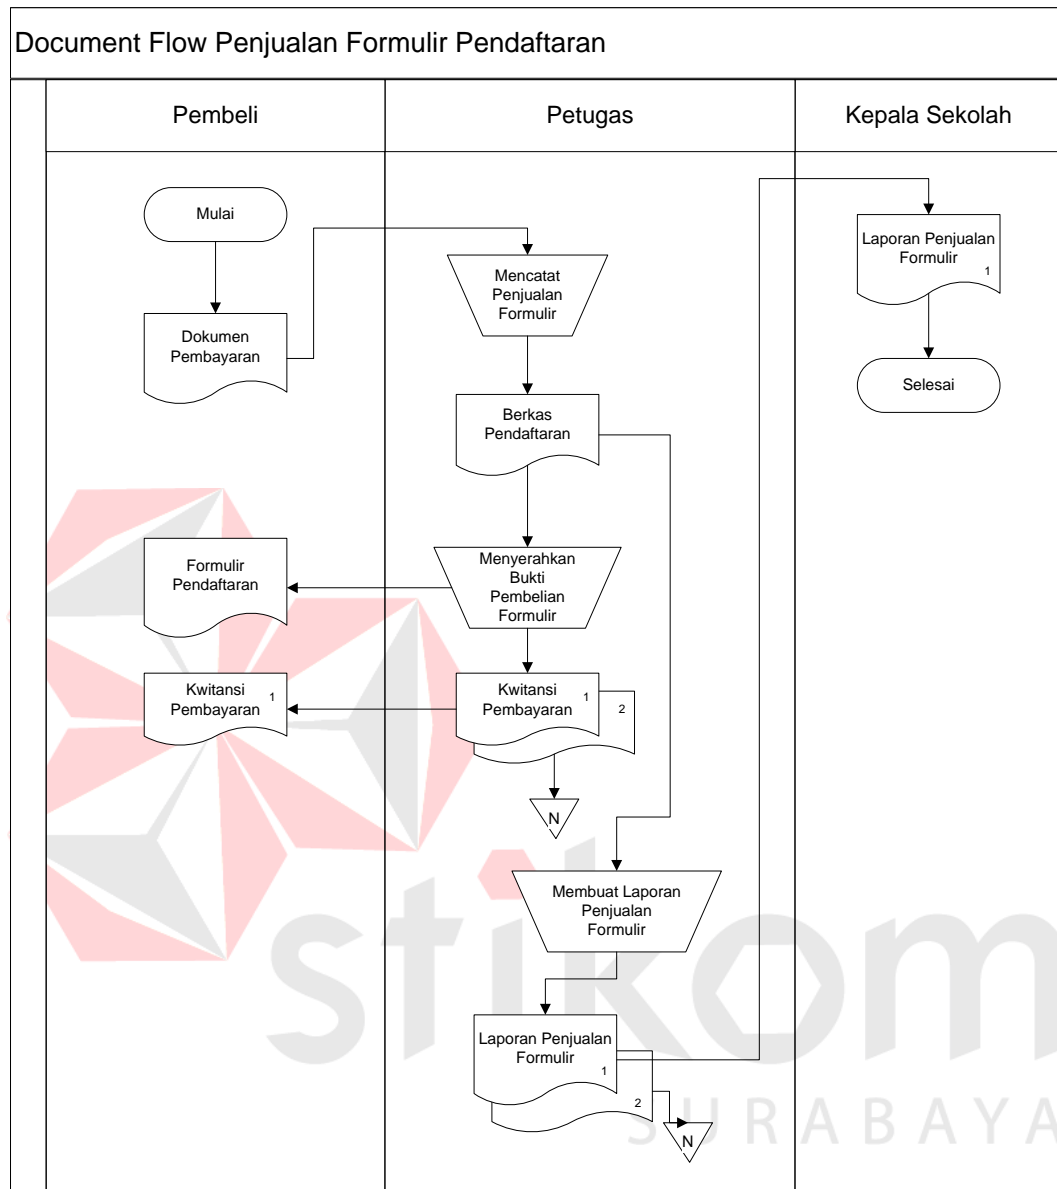 Document Flow Penjualan Formulir Pendaftaran
Pembeli
Petugas
Kepala Sekolah
Mulai
Dokumen
Pembayaran
Mencatat
Penjualan
Formulir
Berkas
Pendaftaran
Menyerahkan
Bukti
Pembelian
Formulir
Formulir
Pendaftaran
Kwitansi
Pembayaran
1
Kwitansi
Pembayaran
1
2
N
Membuat Laporan
Penjualan
Formulir
Laporan Penjualan
Formulir
1
2
N
Laporan Penjualan
Formulir
1
Selesai
stikom
SURABAYA